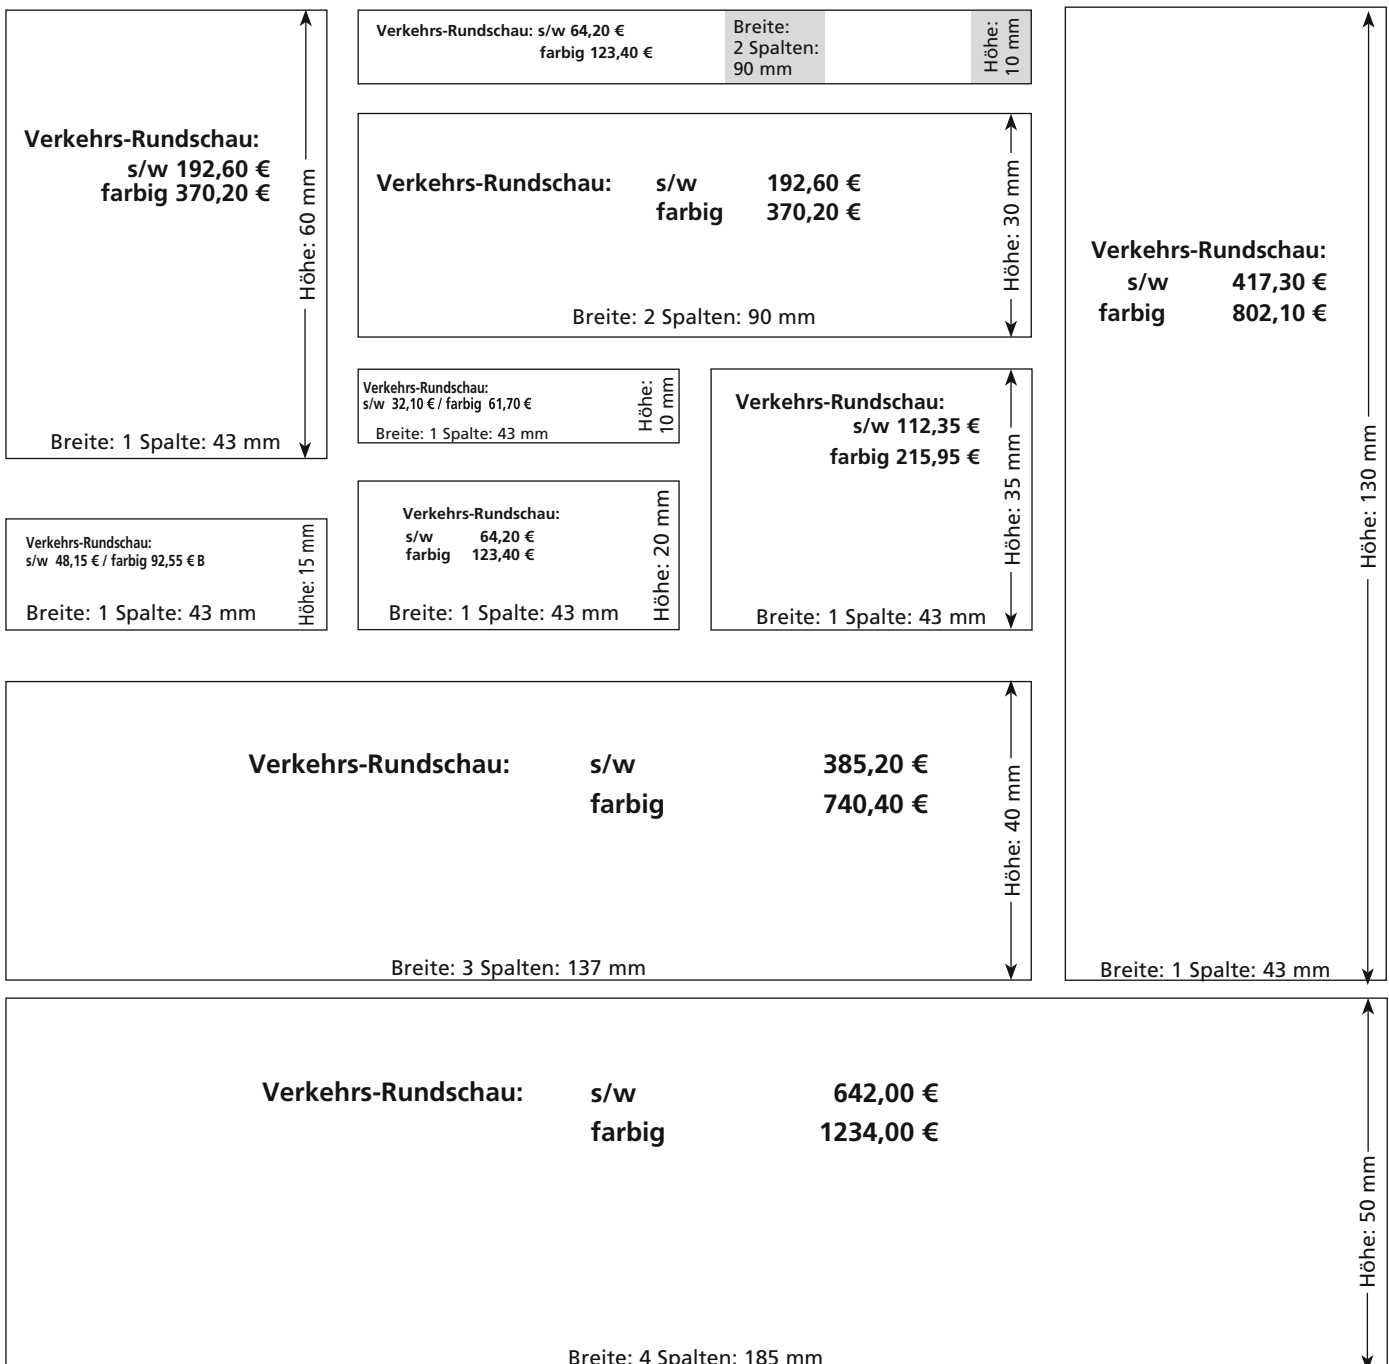 Verkehrs-Rundschau:
s/w 192,60 €
farbig 370,20 €
Höhe: 60 mm
Breite: 1 Spalte: 43 mm
Verkehrs-Rundschau: s/w 64,20 €
farbig 123,40 €
Breite:
2 Spalten:
90 mm
Höhe:
10 mm
Verkehrs-Rundschau: s/w 192,60 €
farbig 370,20 €
Höhe: 30 mm
Breite: 2 Spalten: 90 mm
Verkehrs-Rundschau:
s/w 417,30 €
farbig 802,10 €
Höhe: 130 mm
Breite: 1 Spalte: 43 mm
Verkehrs-Rundschau:
s/w 32,10 € / farbig 61,70 €
Breite: 1 Spalte: 43 mm
Höhe:
10 mm
Verkehrs-Rundschau:
s/w 112,35 €
farbig 215,95 €
Höhe: 35 mm
Breite: 1 Spalte: 43 mm
Verkehrs-Rundschau:
s/w 48,15 € / farbig 92,55 € B
Breite: 1 Spalte: 43 mm
Höhe: 15 mm
Verkehrs-Rundschau:
s/w 64,20 €
farbig 123,40 €
Breite: 1 Spalte: 43 mm
Höhe: 20 mm
Verkehrs-Rundschau: s/w 385,20 €
farbig 740,40 €
Höhe: 40 mm
Breite: 3 Spalten: 137 mm
Verkehrs-Rundschau: s/w 642,00 €
farbig 1234,00 €
Höhe: 50 mm
Breite: 4 Spalten: 185 mm